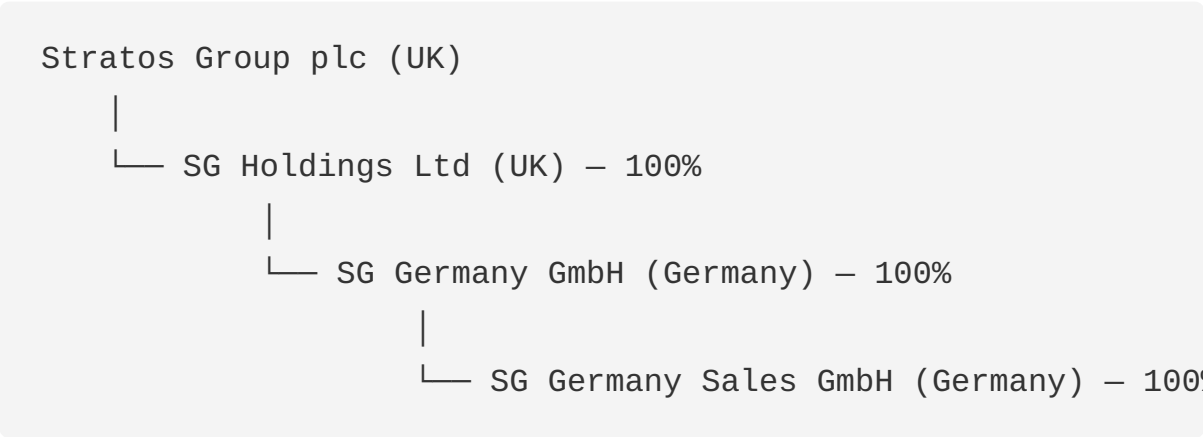 Stratos Group plc (UK)
│
└── SG Holdings Ltd (UK) — 100%
│
└── SG Germany GmbH (Germany) — 100%
│
└── SG Germany Sales GmbH (Germany) — 100%